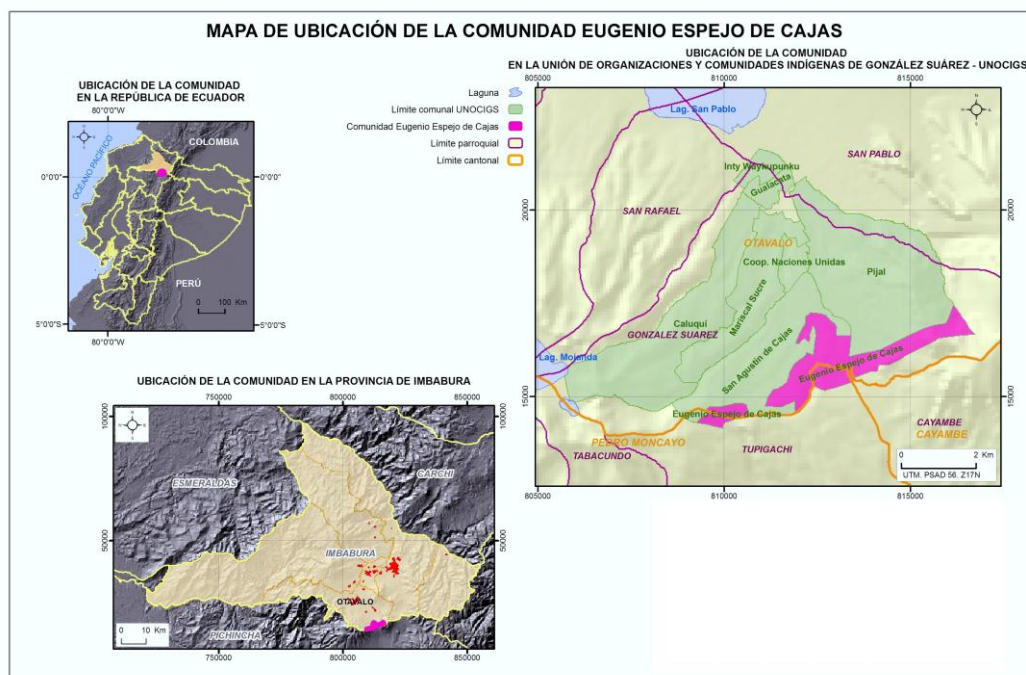 MAPA DE UBICACIÓN DE LA COMUNIDAD EUGENIO ESPEJO DE CAJAS
UBICACIÓN DE LA COMUNIDAD
EN LA REPÚBLICA DE ECUADOR
80°0'0"W
COLOMBIA
OCÉANO PACÍFICO
0°0'0"
0°0'0"
PERÚ
0 100 Km
5°0'0"S
5°0'0"S
80°0'0"W
Laguna
Límite comunal UNOCIGS
Comunidad Eugenio Espejo de Cajas
Límite parroquial
Límite cantonal
UBICACIÓN DE LA COMUNIDAD
EN LA UNIÓN DE ORGANIZACIONES Y COMUNIDADES INDÍGENAS DE GONZÁLEZ SUÁREZ - UNOCIGS
805000
810000
815000
Lag. San Pablo
SAN PABLO
Inty Waykupunku
Gualacata
SAN RAFAEL
20000
20000
OTAVALO
Coop. Naciones Unidas
Pijal
Mariscal Sucre
Caluquí
GONZALEZ SUAREZ
San Agustín de Cajas
Lag. Mojanda
Eugenio Espejo de Cajas
15000
15000
Eugenio Espejo de Cajas
PEDRO MONCAYO
TABACUNDO
TUPIGACHI
CAYAMBE
CAYAMBE
0 2 Km
UTM. PSAD 56. Z17N
805000
810000
815000
UBICACIÓN DE LA COMUNIDAD EN LA PROVINCIA DE IMBABURA
750000
800000
850000
100000
100000
ESMERALDAS
CARCHI
50000
50000
IMBABURA
OTAVALO
PICHINCHA
0 10 Km
750000
800000
850000